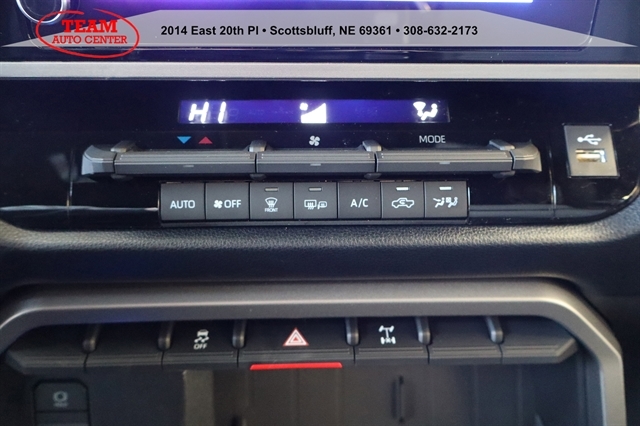 TEAM
AUTO CENTER
2014 East 20th Pl • Scottsbluff, NE 69361 • 308-632-2173
HI
MODE
AUTO
OFF
FRONT
A/C
OFF